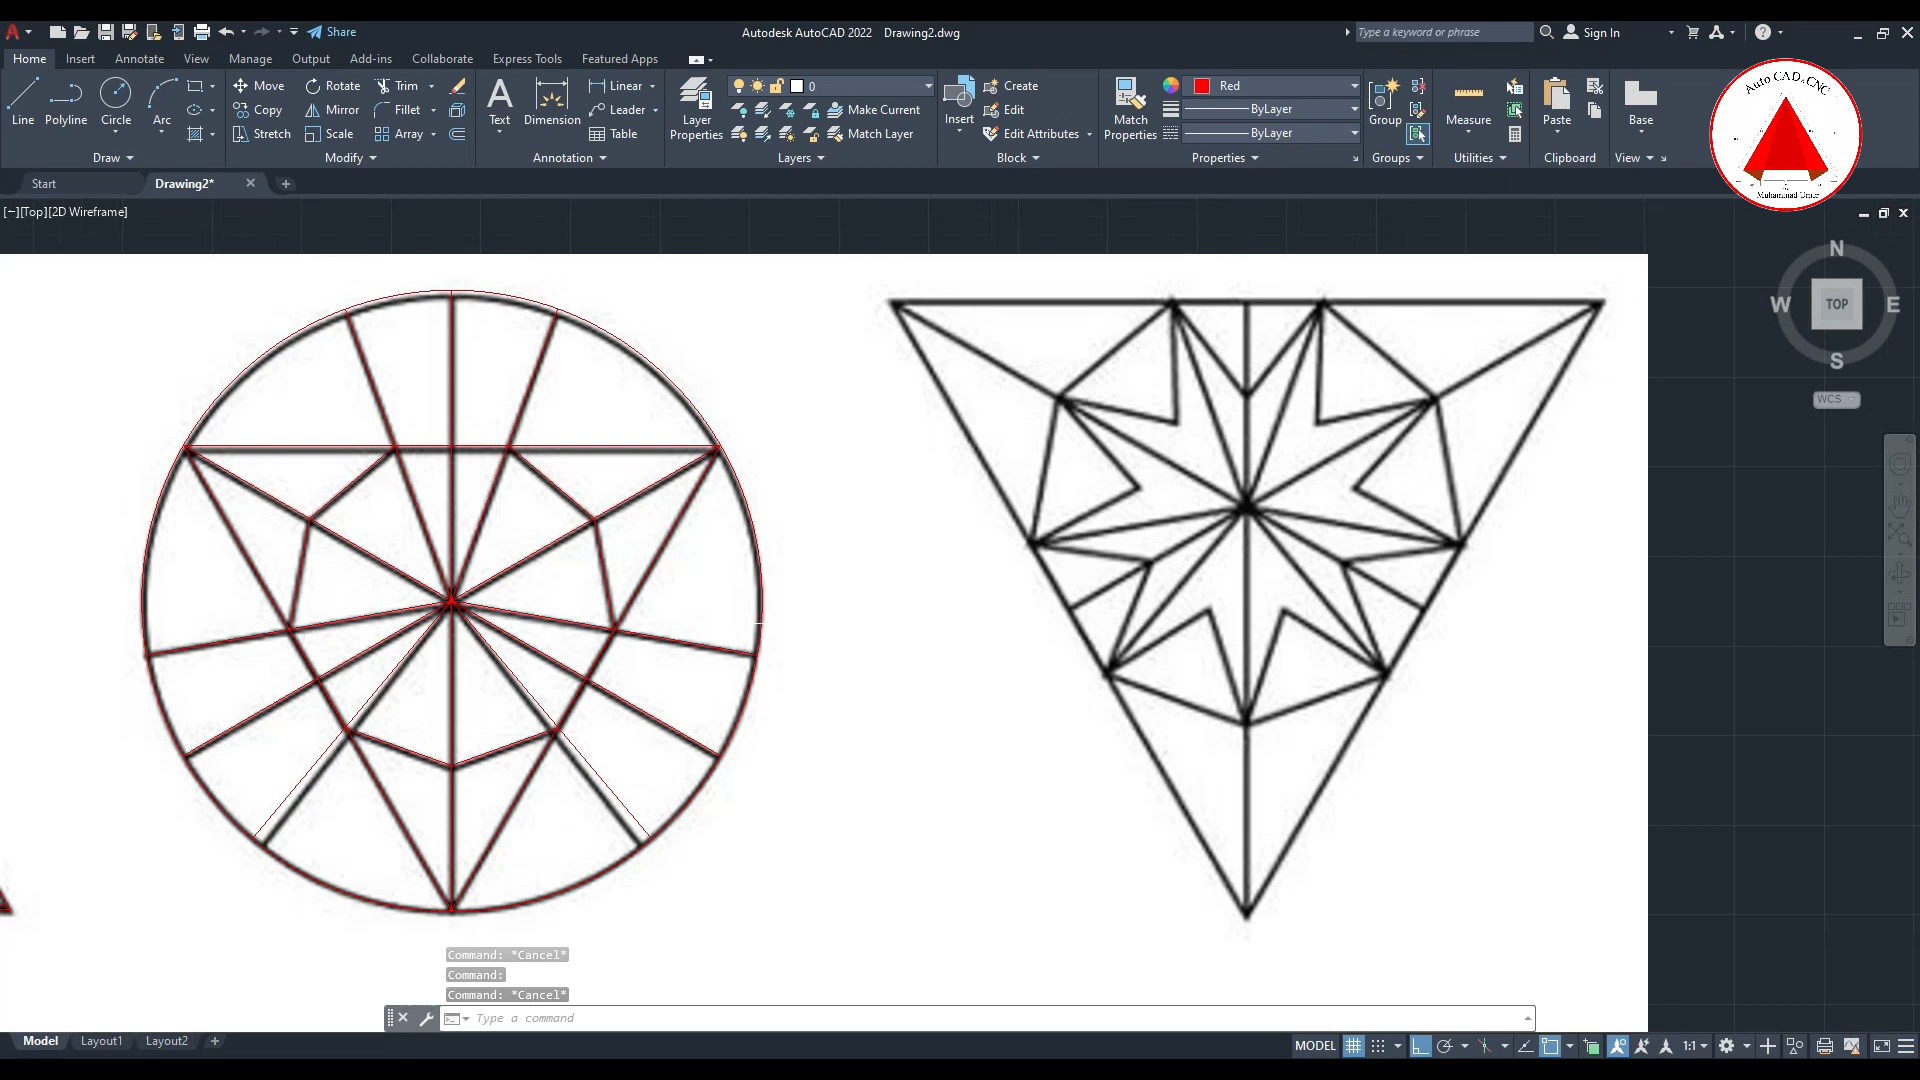 Share
Autodesk AutoCAD 2022 Drawing2.dwg
Type a keyword or phrase
Sign In
Home Insert Annotate View Manage Output Add-ins Collaborate Express Tools Featured Apps
Line Polyline Circle Arc
Move Rotate Trim
Copy Mirror Fillet
Stretch Scale Array
Text Dimension
Linear
Leader
Table
Layer Properties
0
Make Current
Match Layer
Insert
Create
Edit
Edit Attributes
Match Properties
Red
ByLayer
ByLayer
Group
Measure
Paste
Base
Draw Modify Annotation Layers Block Properties Groups Utilities Clipboard View
Auto CAD & CNC
Muhammad Umer
Start Drawing2*
[−][Top][2D Wireframe]
N
W TOP E
S
WCS
Command: *Cancel*
Command:
Command: *Cancel*
Type a command
Model Layout1 Layout2
MODEL 1:1